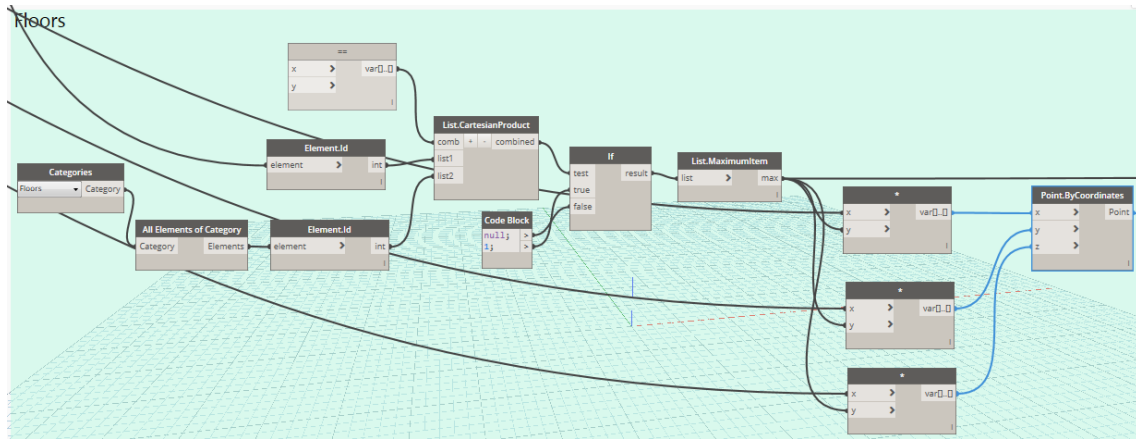 Floors
==
x > var[]..[]
y >
l
List.CartesianProduct
comb + - combined
list1
list2
l
Element.Id
element > int
l
If
test result
true
false
l
List.MaximumItem
list > max
l
Categories
Floors Category
l
*
x > var[]..[]
y >
l
Point.ByCoordinates
x > Point
y >
z >
l
Code Block
null; >
1; >
All Elements of Category
Category Elements
l
Element.Id
element > int
l
*
x > var[]..[]
y >
l
*
x > var[]..[]
y >
l